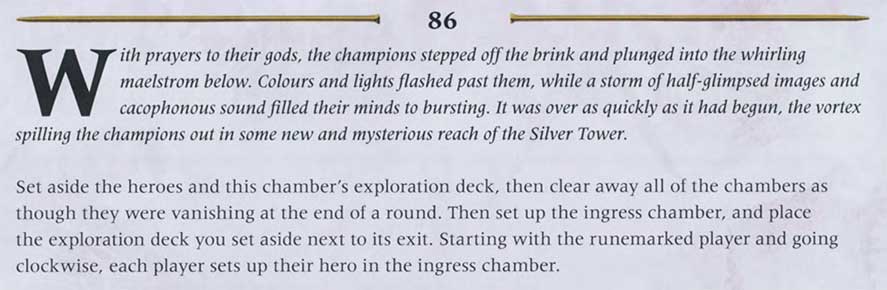 86
With prayers to their gods, the champions stepped off the brink and plunged into the whirling
maelstrom below. Colours and lights flashed past them, while a storm of half-glimpsed images and
cacophonous sound filled their minds to bursting. It was over as quickly as it had begun, the vortex
spilling the champions out in some new and mysterious reach of the Silver Tower.
Set aside the heroes and this chamber's exploration deck, then clear away all of the chambers as
though they were vanishing at the end of a round. Then set up the ingress chamber, and place
the exploration deck you set aside next to its exit. Starting with the runemarked player and going
clockwise, each player sets up their hero in the ingress chamber.